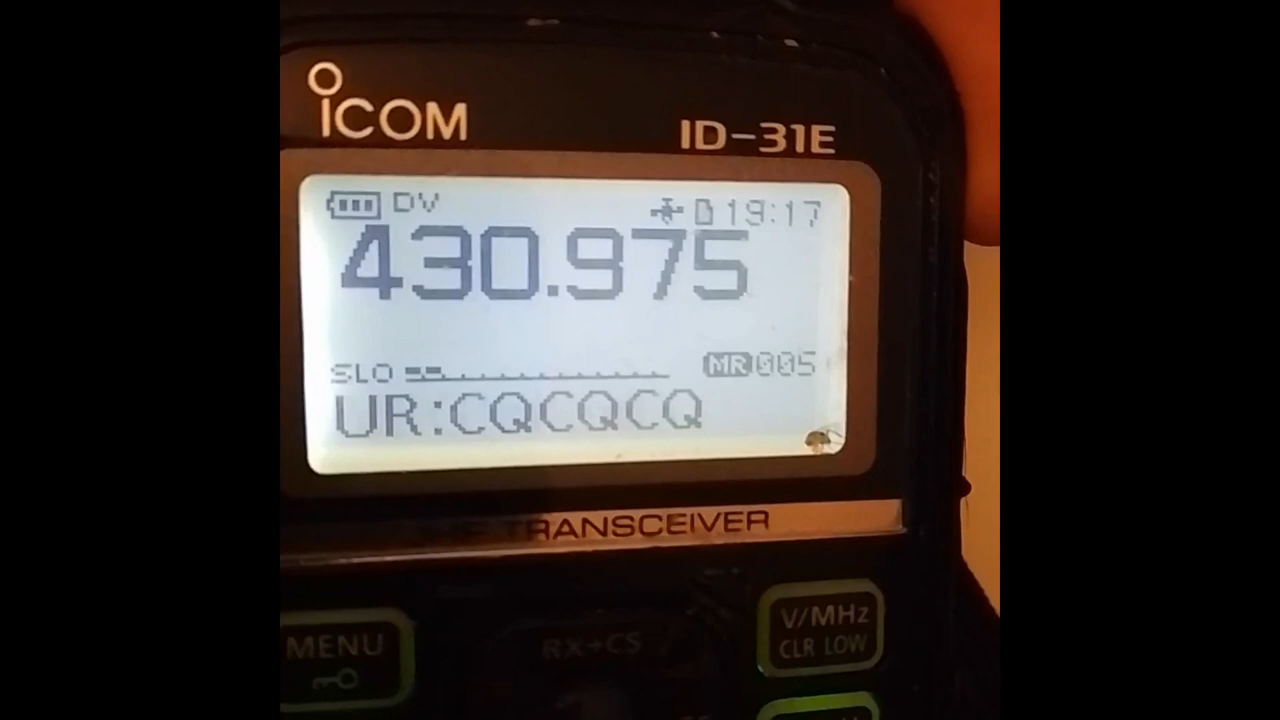 iCOM
ID-31E
DV 19:17
430.975
SLO MR 005
UR:CQCQCQ
TRANSCEIVER
V/MHz
CLR LOW
MENU
RX→CS